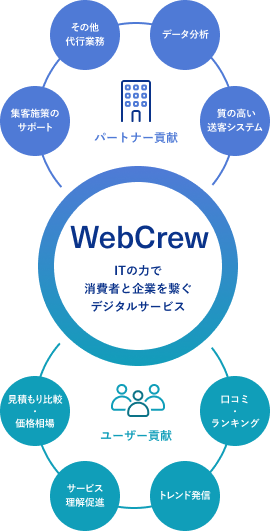 その他
代行業務
データ分析
集客施策の
サポート
質の高い
送客システム
パートナー貢献
WebCrew
ITの力で
消費者と企業を繋ぐ
デジタルサービス
見積もり比較
・
価格相場
口コミ
・
ランキング
ユーザー貢献
サービス
理解促進
トレンド発信